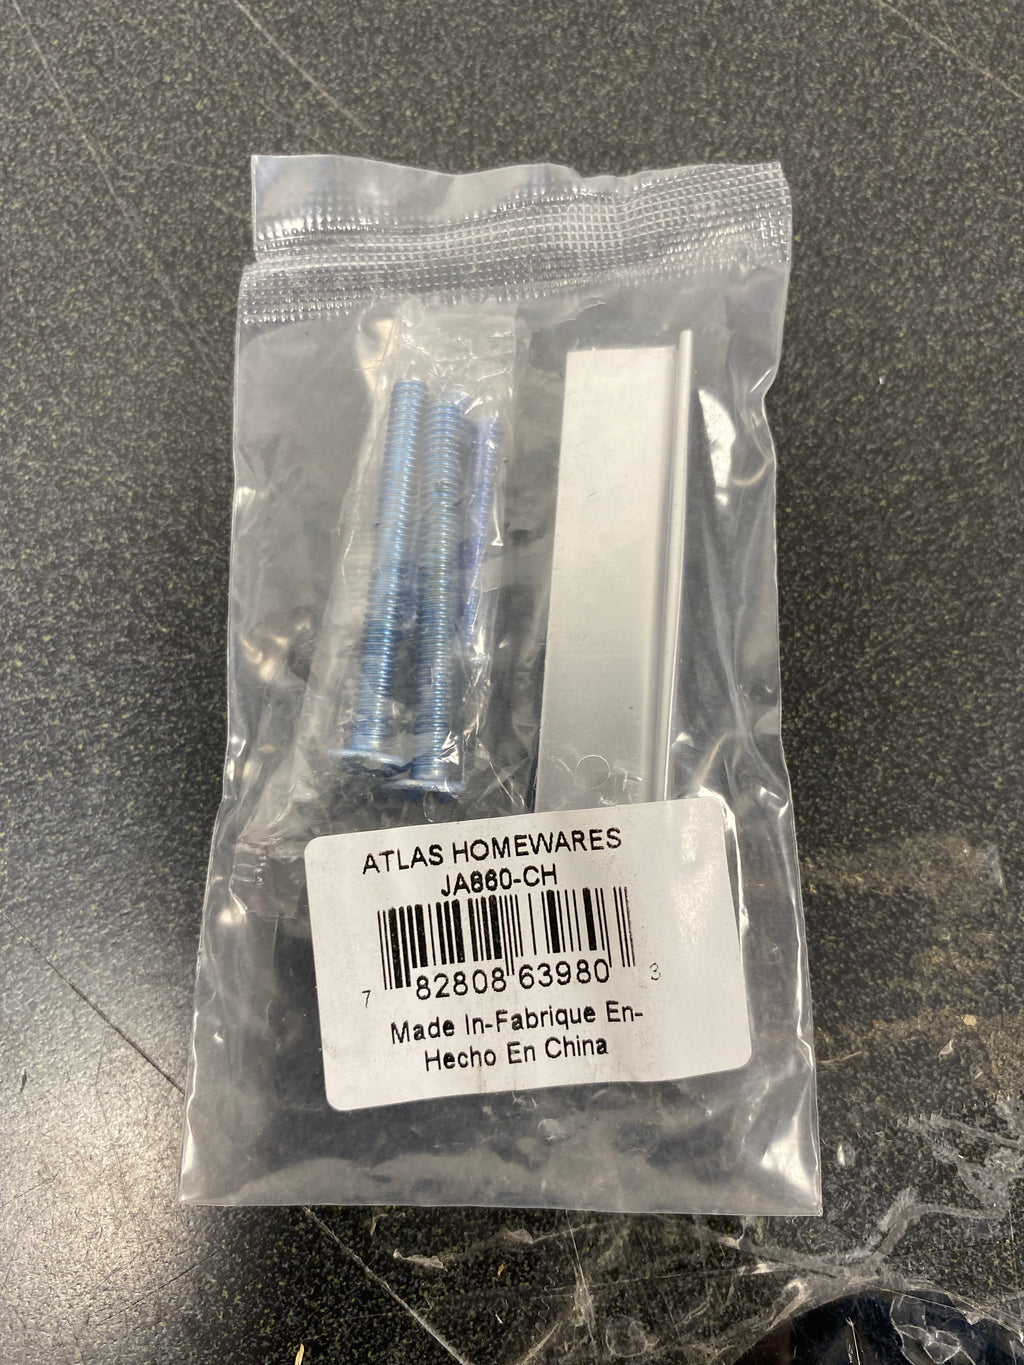 ATLAS HOMEWARES
JA860-CH
7 82808 63980 3
Made In-Fabrique En-
Hecho En China